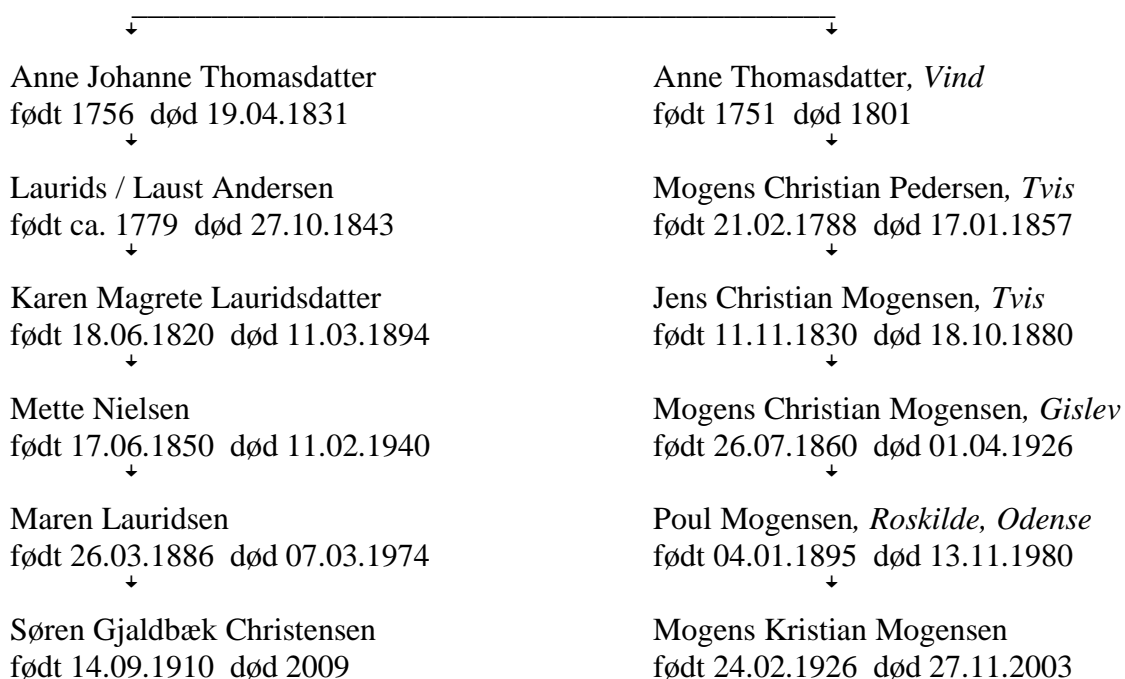 Anne Johanne Thomasdatter
født 1756 død 19.04.1831
Laurids / Laust Andersen
født ca. 1779 død 27.10.1843
Karen Magrete Lauridsdatter
født 18.06.1820 død 11.03.1894
Mette Nielsen
født 17.06.1850 død 11.02.1940
Maren Lauridsen
født 26.03.1886 død 07.03.1974
Søren Gjaldbæk Christensen
født 14.09.1910 død 2009
Anne Thomasdatter, Vind
født 1751 død 1801
Mogens Christian Pedersen, Tvis
født 21.02.1788 død 17.01.1857
Jens Christian Mogensen, Tvis
født 11.11.1830 død 18.10.1880
Mogens Christian Mogensen, Gislev
født 26.07.1860 død 01.04.1926
Poul Mogensen, Roskilde, Odense
født 04.01.1895 død 13.11.1980
Mogens Kristian Mogensen
født 24.02.1926 død 27.11.2003